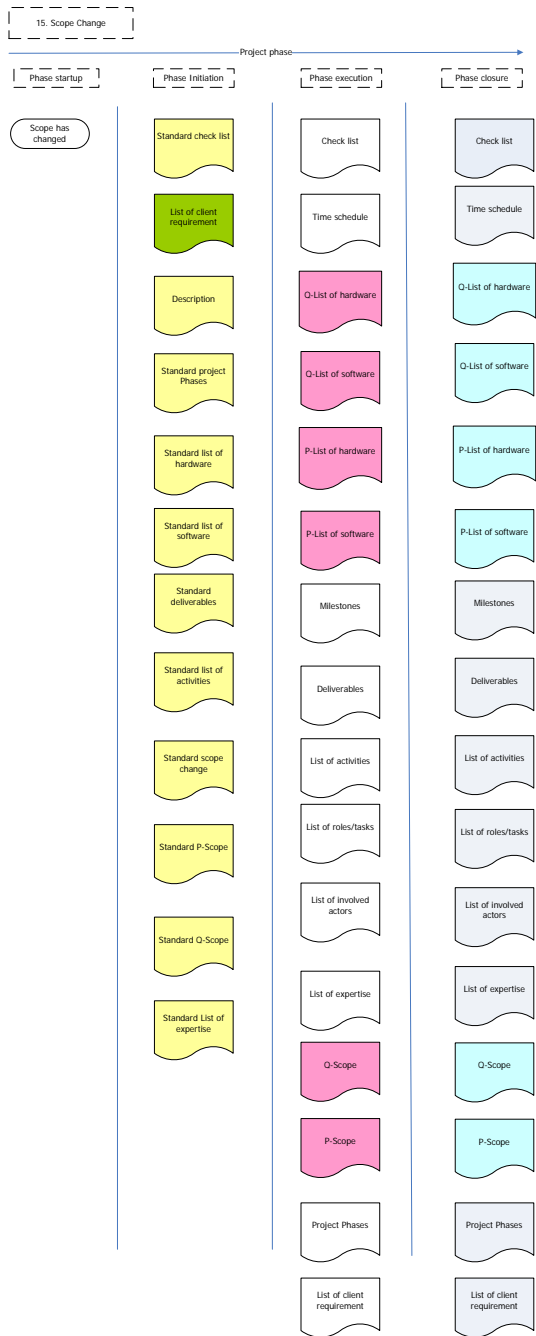 15. Scope Change
Project phase
Phase startup
Phase Initiation
Phase execution
Phase closure
Scope has
changed
Standard check list
List of client
requirement
Description
Standard project
Phases
Standard list of
hardware
Standard list of
software
Standard
deliverables
Standard list of
activities
Standard scope
change
Standard P-Scope
Standard Q-Scope
Standard List of
expertise
Check list
Time schedule
Q-List of hardware
Q-List of software
P-List of hardware
P-List of software
Milestones
Deliverables
List of activities
List of roles/tasks
List of involved
actors
List of expertise
Q-Scope
P-Scope
Project Phases
List of client
requirement
Check list
Time schedule
Q-List of hardware
Q-List of software
P-List of hardware
P-List of software
Milestones
Deliverables
List of activities
List of roles/tasks
List of involved
actors
List of expertise
Q-Scope
P-Scope
Project Phases
List of client
requirement